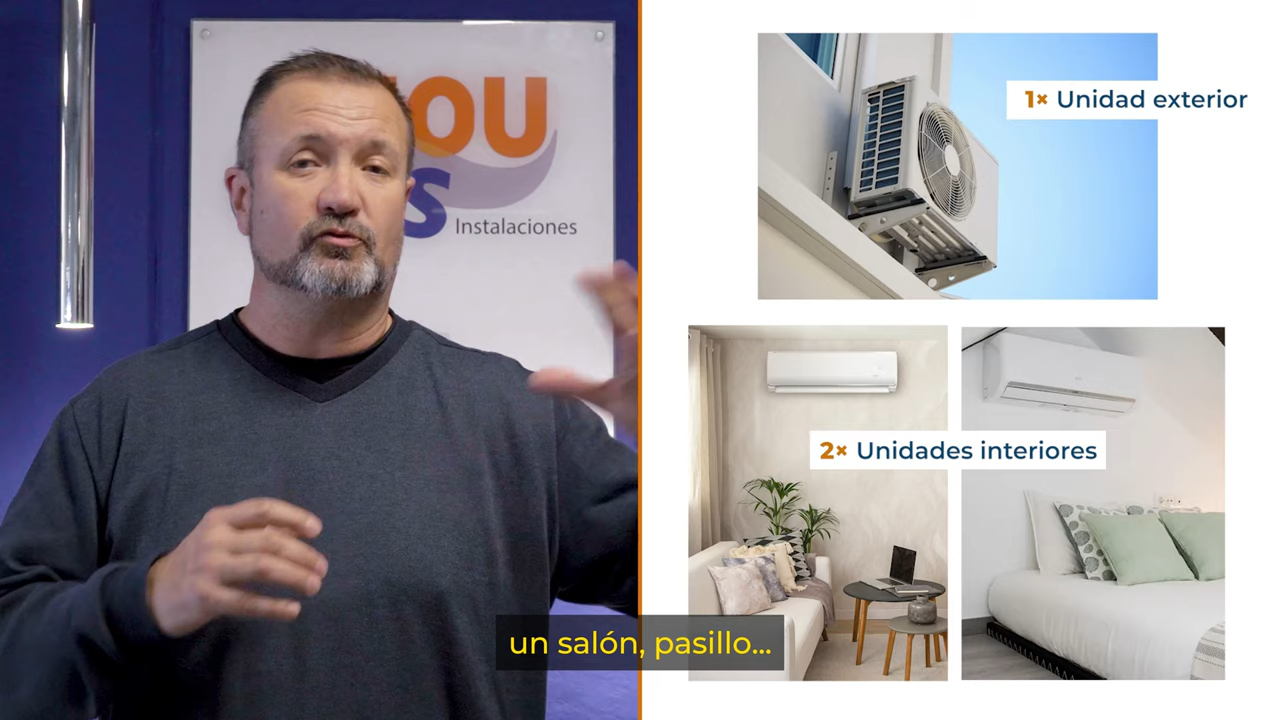 OU
S
Instalaciones
1× Unidad exterior
2× Unidades interiores
un salón, pasillo...